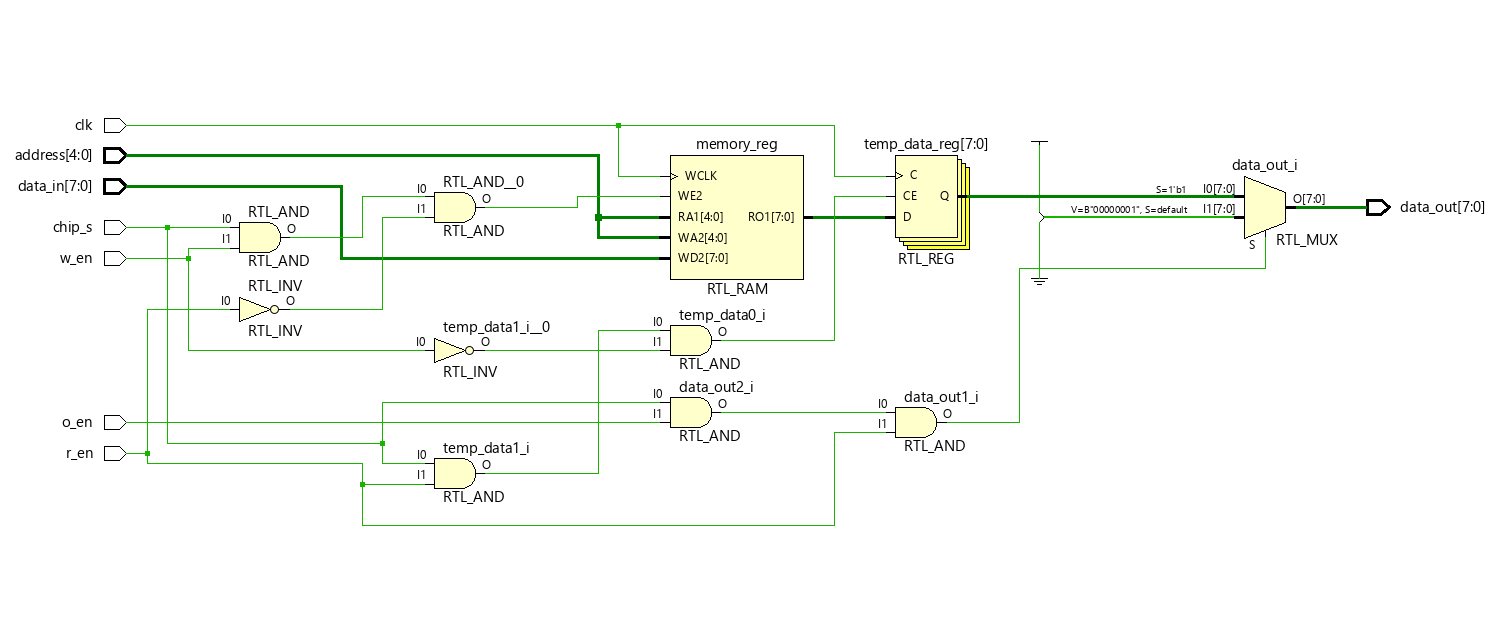 clk
address[4:0]
data_in[7:0]
chip_s
w_en
o_en
r_en
I0
I1
RTL_AND
O
RTL_AND
RTL_INV
I0
O
RTL_INV
RTL_AND__0
I0
I1
O
RTL_AND
temp_data1_i__0
I0
O
RTL_INV
temp_data1_i
I0
I1
O
RTL_AND
memory_reg
WCLK
WE2
RA1[4:0]
RO1[7:0]
WA2[4:0]
WD2[7:0]
RTL_RAM
temp_data0_i
I0
I1
O
RTL_AND
data_out2_i
I0
I1
O
RTL_AND
temp_data_reg[7:0]
C
CE
Q
D
RTL_REG
data_out1_i
I0
I1
O
RTL_AND
data_out_i
S=1'b1
I0[7:0]
V=B"00000001", S=default
I1[7:0]
O[7:0]
S
RTL_MUX
data_out[7:0]